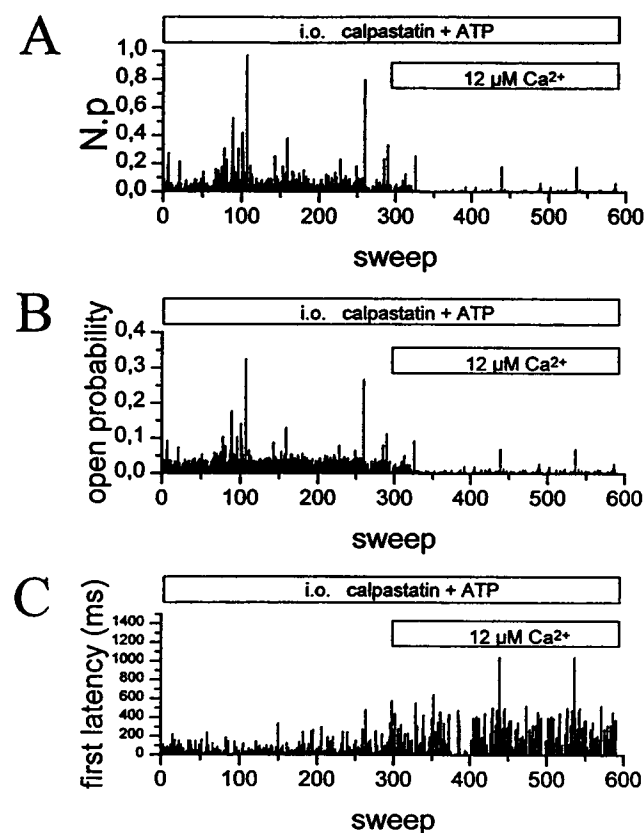 A
i.o. calpastatin + ATP
12 µM Ca²⁺
N.p
1,0
0,8
0,6
0,4
0,2
0,0
0 100 200 300 400 500 600
sweep
B
i.o. calpastatin + ATP
12 µM Ca²⁺
open probability
0,4
0,3
0,2
0,1
0,0
0 100 200 300 400 500 600
sweep
C
i.o. calpastatin + ATP
12 µM Ca²⁺
first latency (ms)
1400
1200
1000
800
600
400
200
0
0 100 200 300 400 500 600
sweep